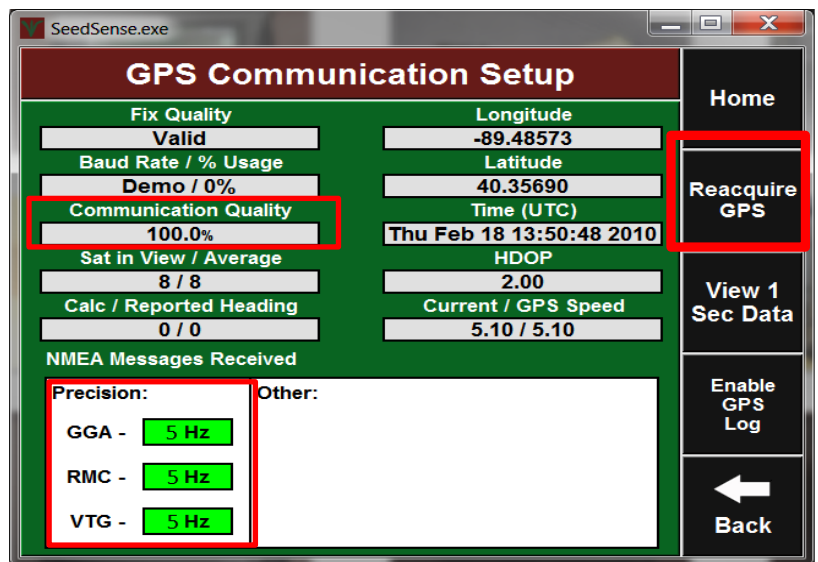 SeedSense.exe
GPS Communication Setup
Home
Fix Quality
Valid
Longitude
-89.48573
Baud Rate / % Usage
Demo / 0%
Latitude
40.35690
Reacquire
GPS
Communication Quality
100.0%
Time (UTC)
Thu Feb 18 13:50:48 2010
Sat in View / Average
8 / 8
HDOP
2.00
View 1
Sec Data
Calc / Reported Heading
0 / 0
Current / GPS Speed
5.10 / 5.10
NMEA Messages Received
Precision:
Other:
GGA - 5 Hz
RMC - 5 Hz
VTG - 5 Hz
Enable
GPS
Log
Back